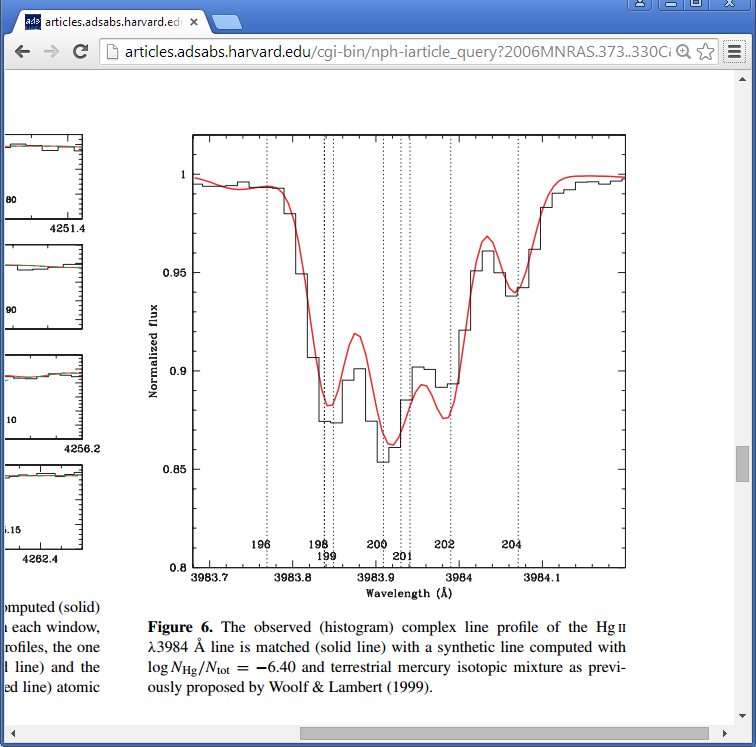 articles.adsabs.harvard.edu
articles.adsabs.harvard.edu/cgi-bin/nph-iarticle_query?2006MNRAS.373..330C
80
4251.4
90
10
4256.2
4262.4
omputed (solid)
each window,
rofiles, the one
line) and the
ed line) atomic
1
0.95
0.9
0.85
0.8
Normalized flux
196 198 200 202 204
199 201
3983.7 3983.8 3983.9 3984 3984.1
Wavelength (Å)
Figure 6. The observed (histogram) complex line profile of the Hg II
λ3984 Å line is matched (solid line) with a synthetic line computed with
log N_Hg/N_tot = −6.40 and terrestrial mercury isotopic mixture as previ-
ously proposed by Woolf & Lambert (1999).